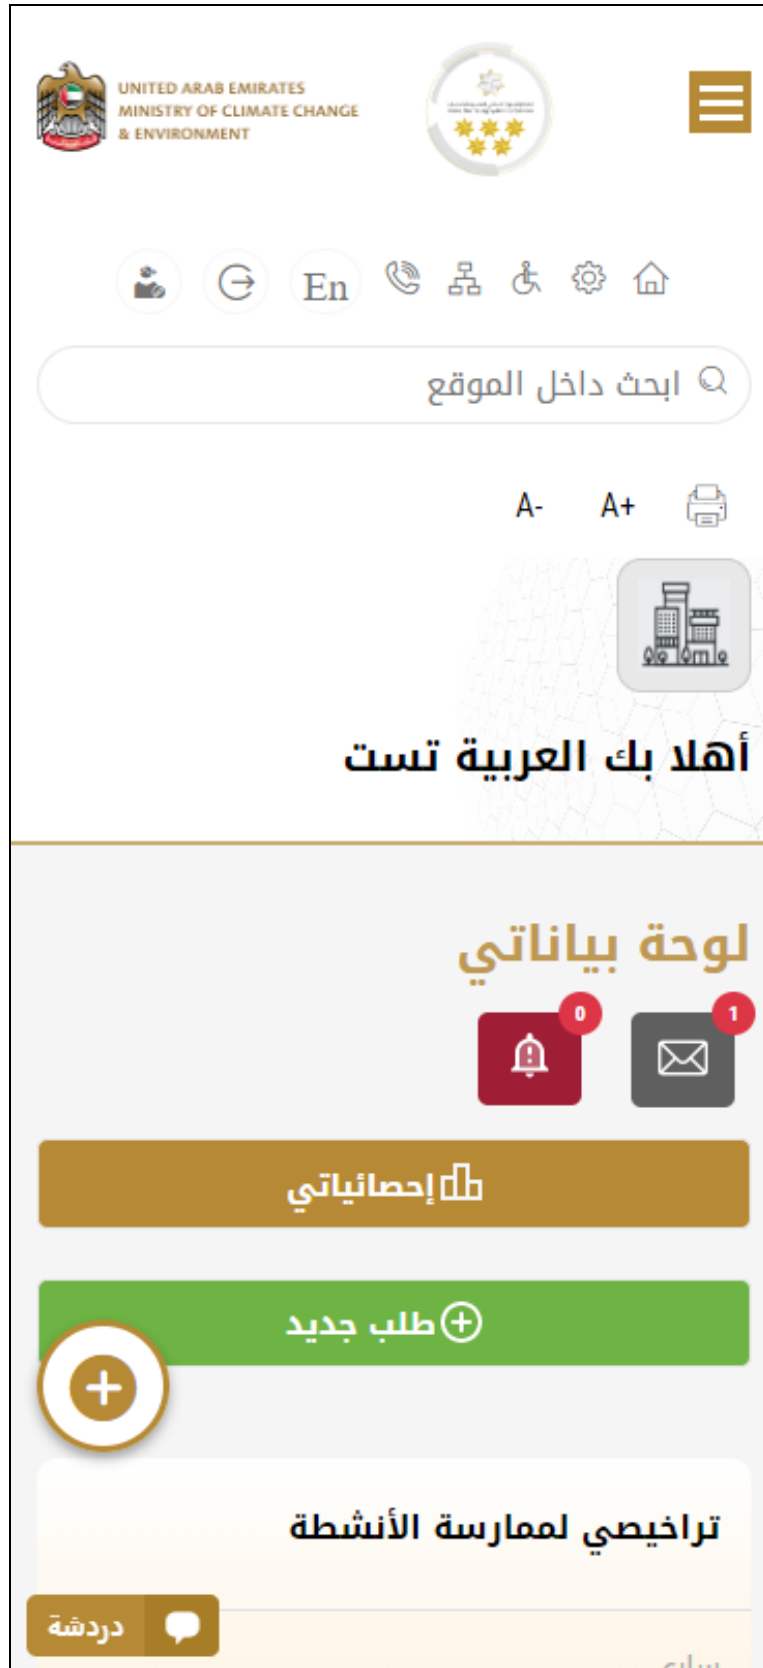 UNITED ARAB EMIRATES
MINISTRY OF CLIMATE CHANGE
& ENVIRONMENT
En
ابحث داخل الموقع
A+ A-
أهلا بك العربية تست
لوحة بياناتي
1 0
إحصائياتي
طلب جديد
تراخيصي لممارسة الأنشطة
دردشة